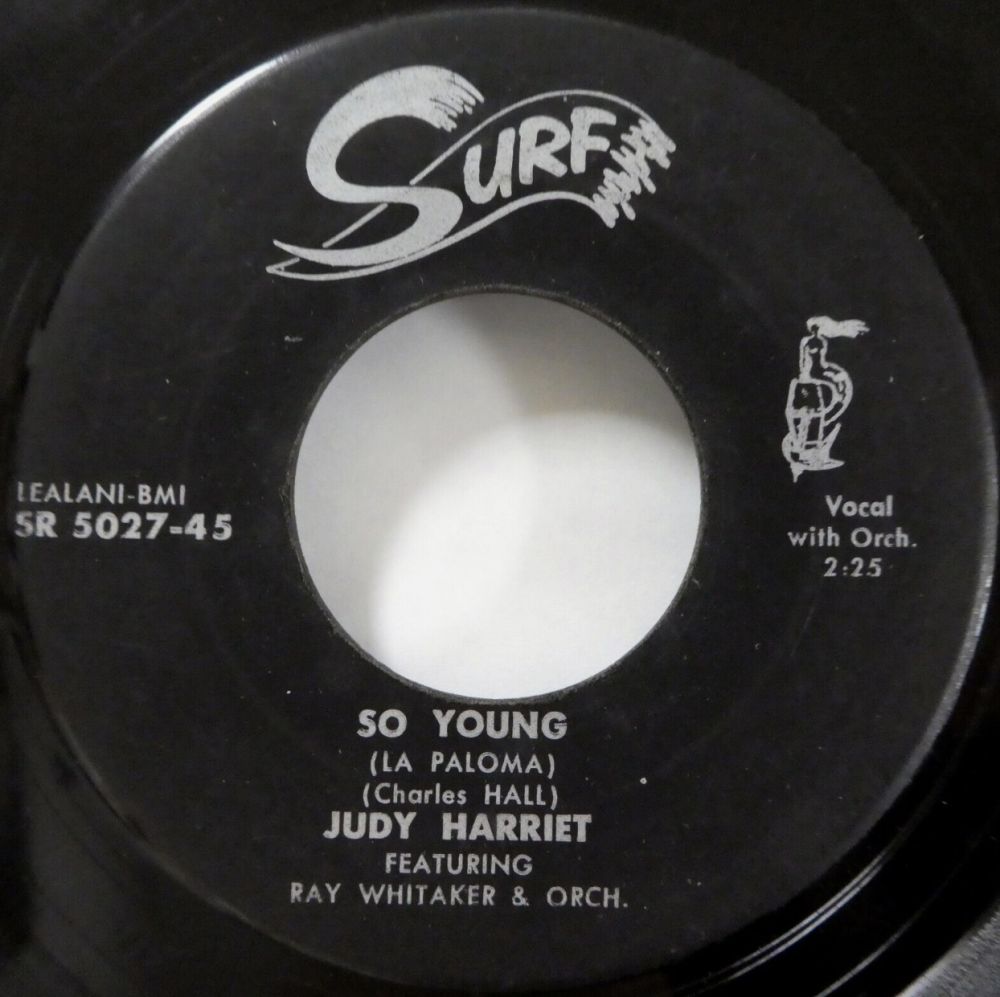 SURF
LEALANI-BMI
SR 5027-45
Vocal
with Orch.
2:25
SO YOUNG
(LA PALOMA)
(Charles HALL)
JUDY HARRIET
FEATURING
RAY WHITAKER & ORCH.